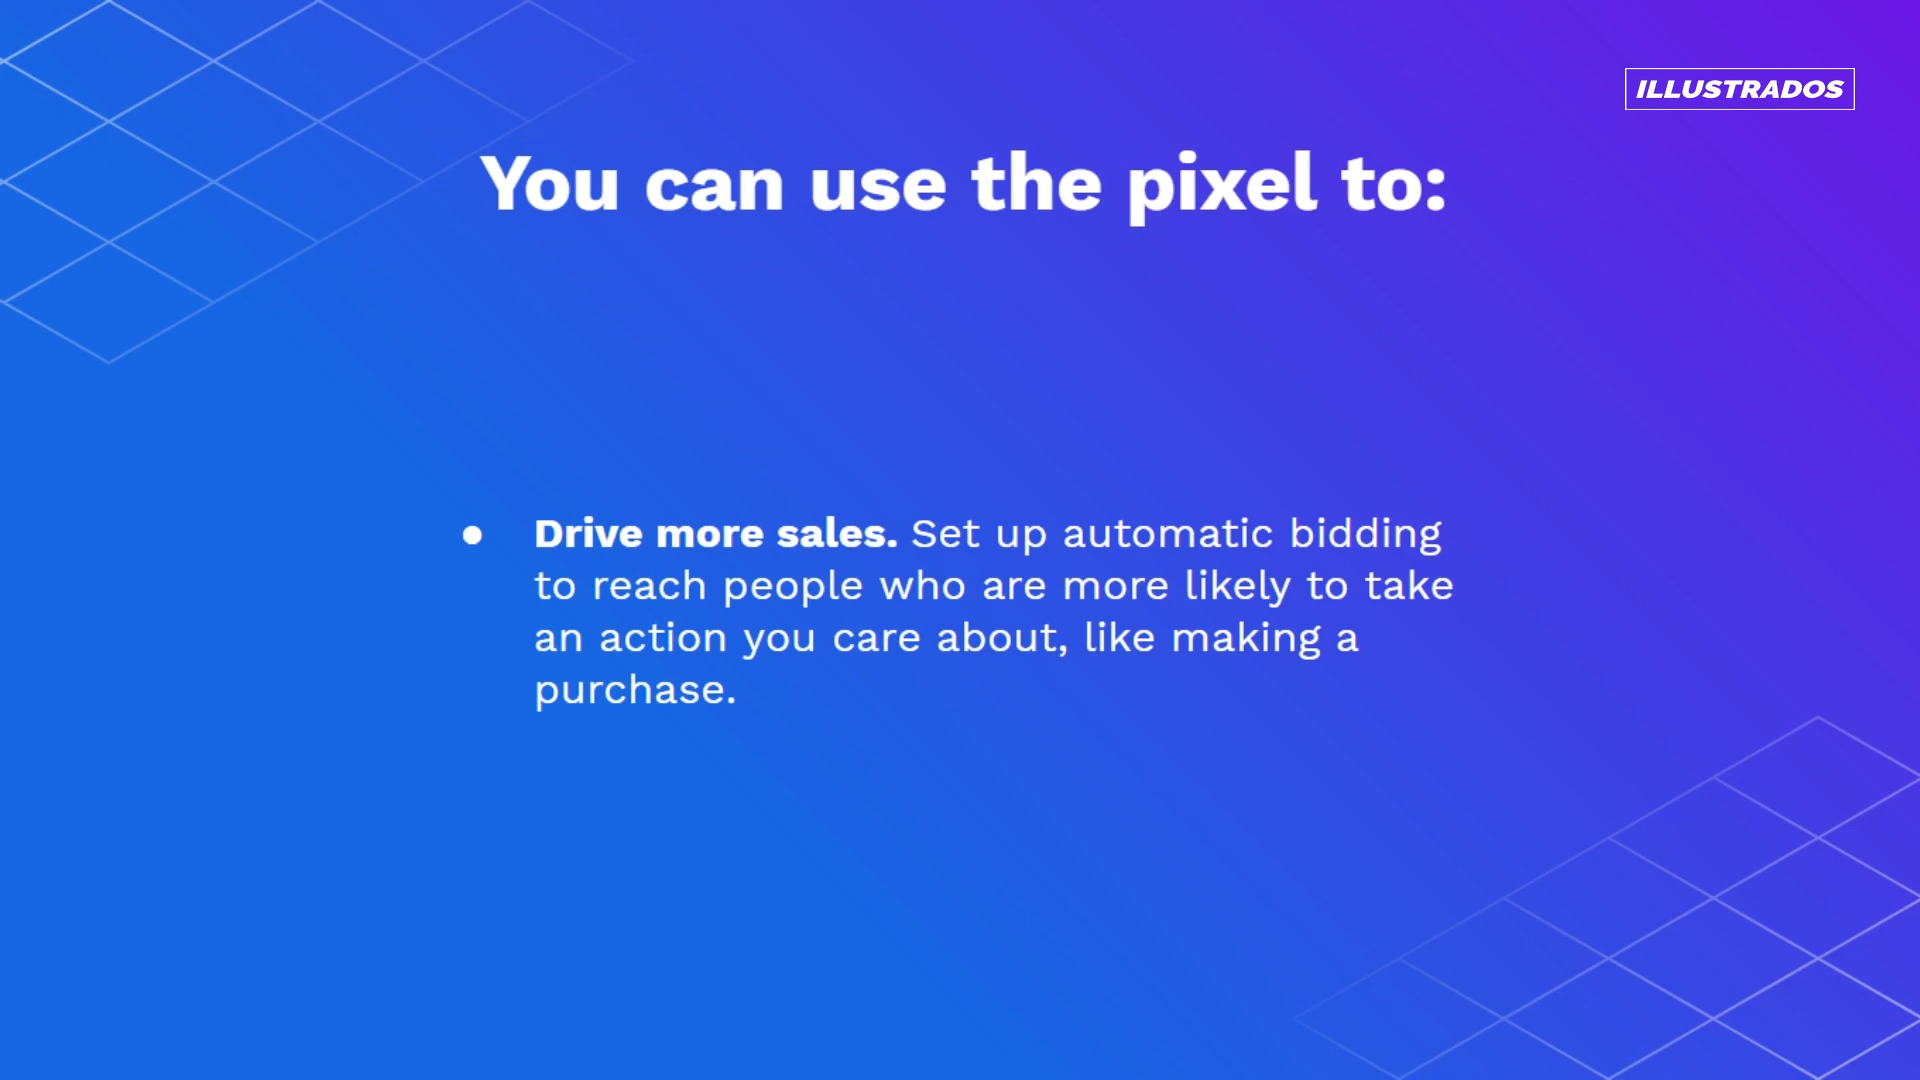 ILLUSTRADOS
You can use the pixel to:
● Drive more sales. Set up automatic bidding
to reach people who are more likely to take
an action you care about, like making a
purchase.